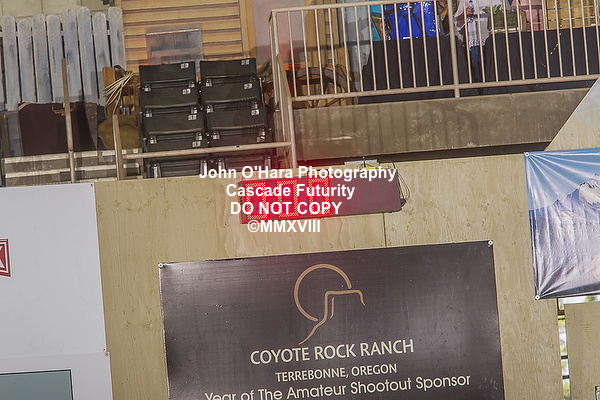 John O'Hara Photography
Cascade Futurity
DO NOT COPY
©MMXVIII
COYOTE ROCK RANCH
TERREBONNE, OREGON
Year of The Amateur Shootout Sponsor